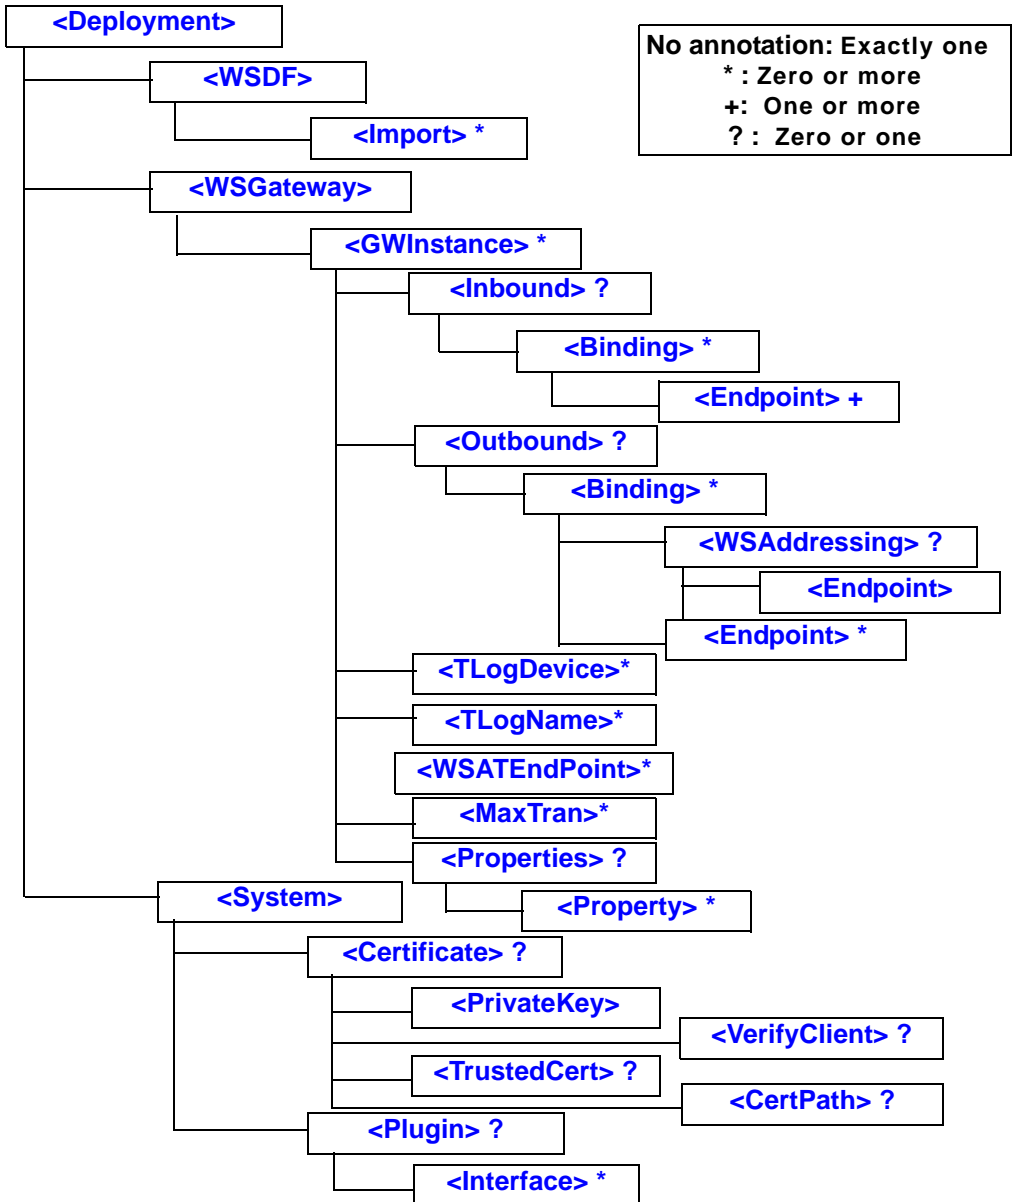 <Deployment>
No annotation: Exactly one
* : Zero or more
+: One or more
? : Zero or one
<WSDF>
<Import> *
<WSGateway>
<GWInstance> *
<Inbound> ?
<Binding> *
<Endpoint> +
<Outbound> ?
<Binding> *
<WSAddressing> ?
<Endpoint>
<Endpoint> *
<TLogDevice>*
<TLogName>*
<WSATEndPoint>*
<MaxTran>*
<Properties> ?
<System>
<Property> *
<Certificate> ?
<PrivateKey>
<VerifyClient> ?
<TrustedCert> ?
<CertPath> ?
<Plugin> ?
<Interface> *